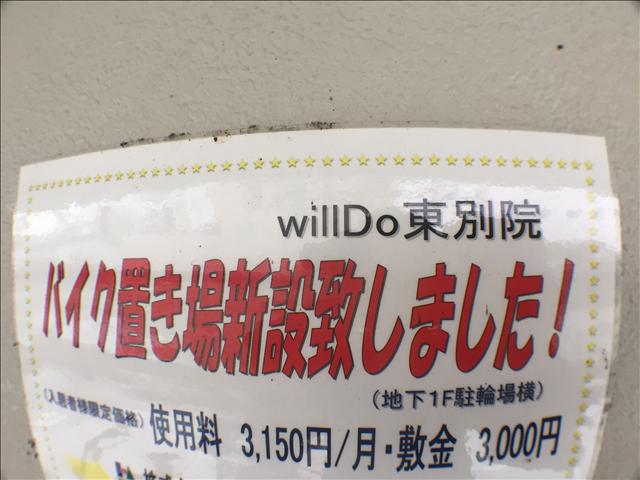 willDo東別院
バイク置き場新設致しました!
(地下1F駐輪場横)
(入居者様限定価格) 使用料 3,150円/月・敷金 3,000円